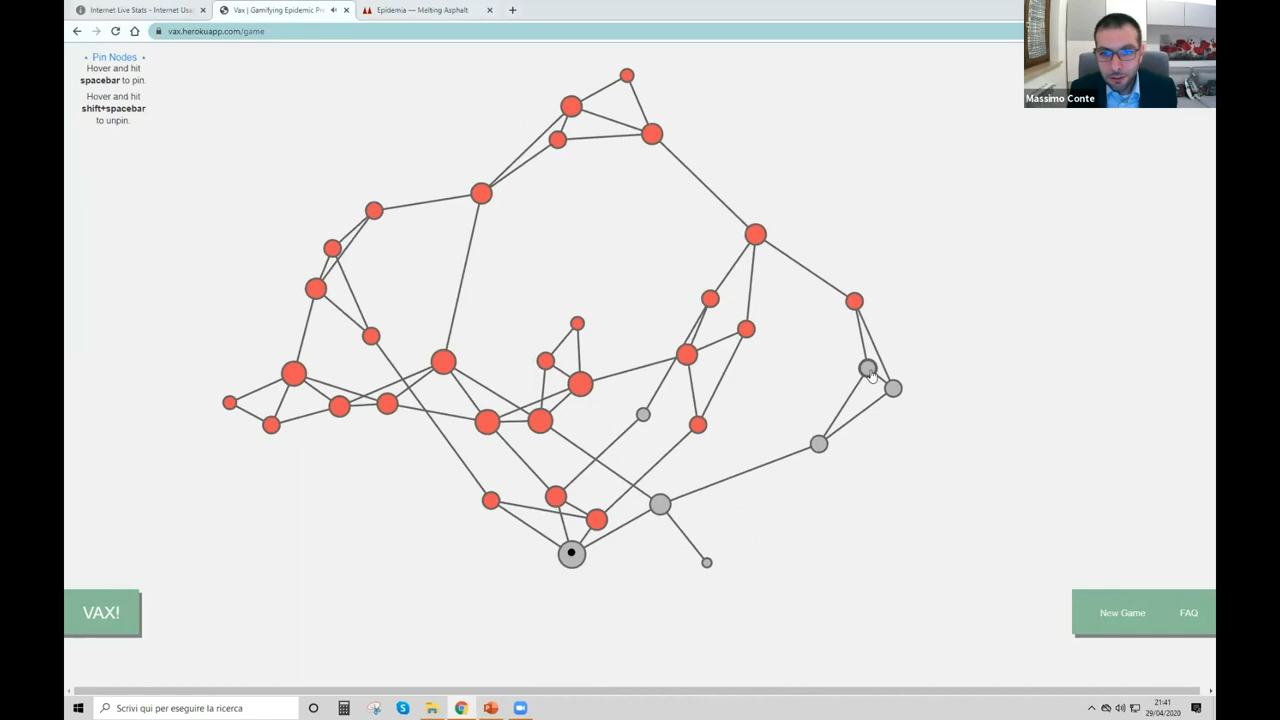 Internet Live Stats - Internet Usa
Vax | Gamifying Epidemic Pre
Epidemia — Melting Asphalt
vax.herokuapp.com/game
Pin Nodes
Hover and hit
spacebar to pin.
Hover and hit
shift+spacebar
to unpin.
Massimo Conte
VAX!
New Game FAQ
Scrivi qui per eseguire la ricerca
21:41
29/04/2020